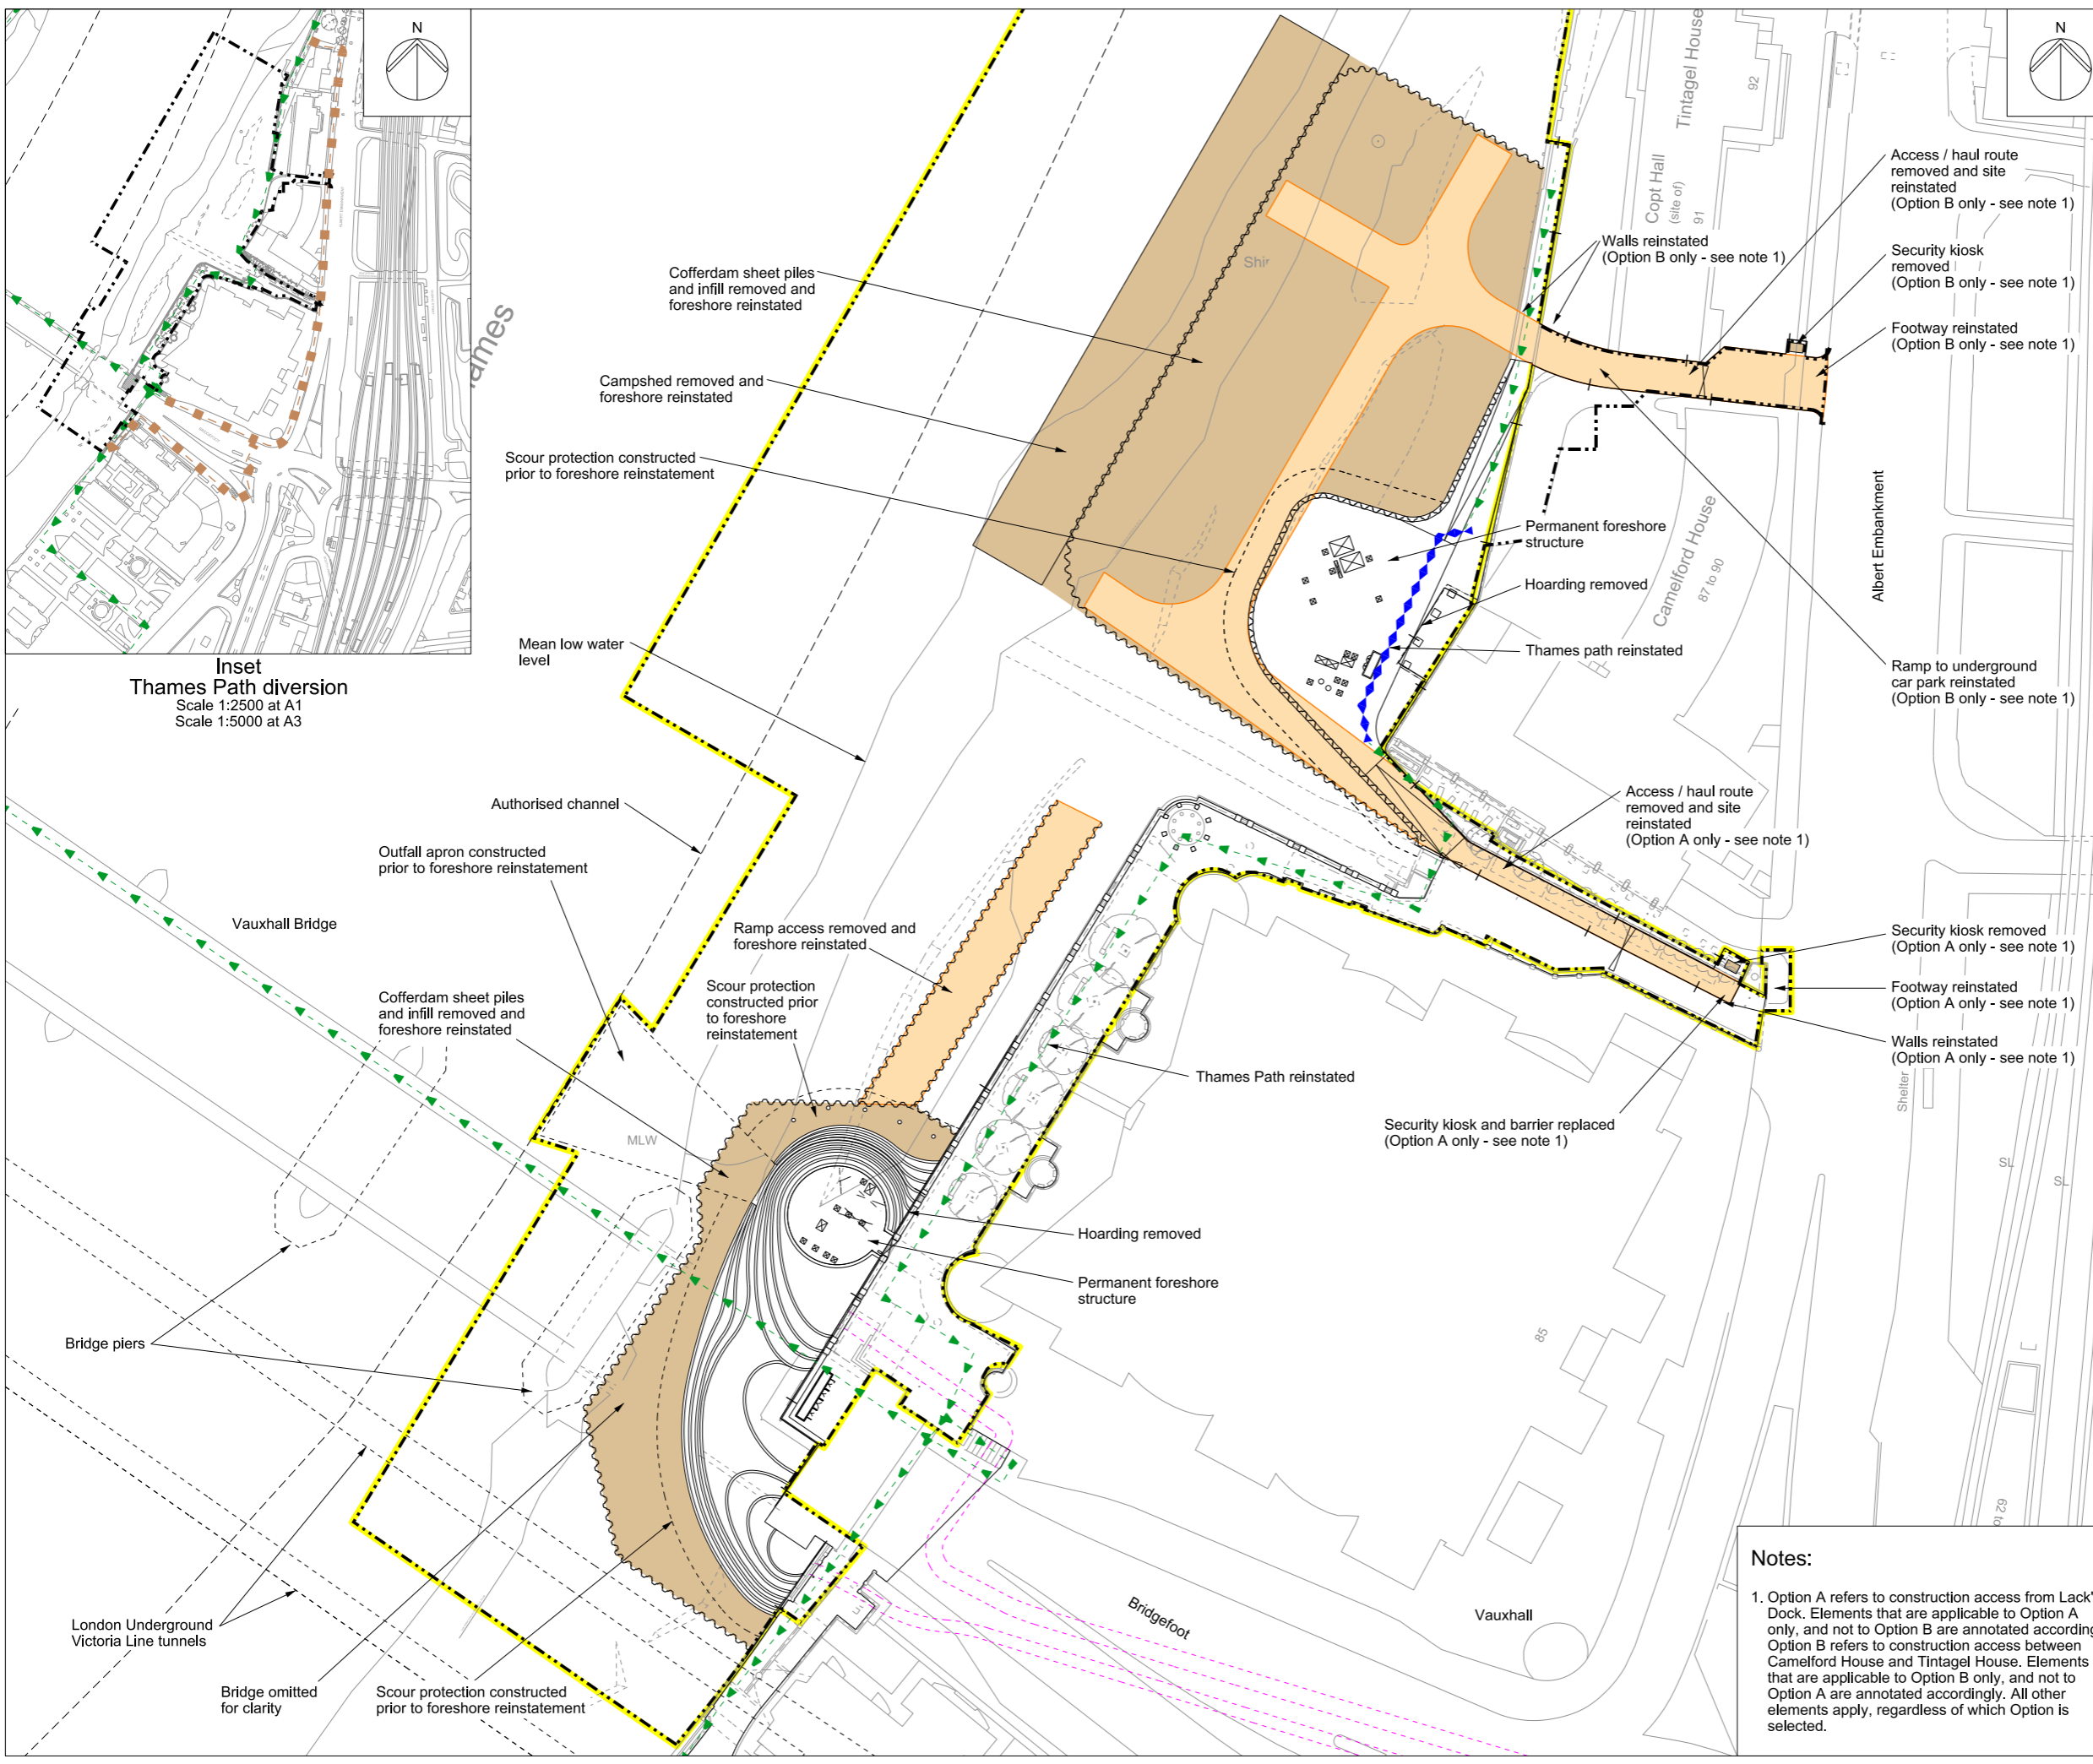 N
N
Inset
Thames Path diversion
Scale 1:2500 at A1
Scale 1:5000 at A3
Cofferdam sheet piles
and infill removed and
foreshore reinstated
Campshed removed and
foreshore reinstated
Scour protection constructed
prior to foreshore reinstatement
Mean low water
level
Authorised channel
Outfall apron constructed
prior to foreshore reinstatement
Vauxhall Bridge
Ramp access removed and
foreshore reinstated
Cofferdam sheet piles
and infill removed and
foreshore reinstated
Scour protection
constructed prior
to foreshore
reinstatement
MLW
Bridge piers
London Underground
Victoria Line tunnels
Bridge omitted
for clarity
Scour protection constructed
prior to foreshore reinstatement
Tintagel House
92
Copt Hall
(site of)
91
Walls reinstated
(Option B only - see note 1)
Access / haul route
removed and site
reinstated
(Option B only - see note 1)
Security kiosk
removed
(Option B only - see note 1)
Footway reinstated
(Option B only - see note 1)
Albert Embankment
Camelford House
87 to 90
Permanent foreshore
structure
Hoarding removed
Thames path reinstated
Ramp to underground
car park reinstated
(Option B only - see note 1)
Access / haul route
removed and site
reinstated
(Option A only - see note 1)
Security kiosk removed
(Option A only - see note 1)
Footway reinstated
(Option A only - see note 1)
Walls reinstated
(Option A only - see note 1)
Shelter
Thames Path reinstated
Security kiosk and barrier replaced
(Option A only - see note 1)
SL
SL
Hoarding removed
Permanent foreshore
structure
85
62 to
Bridgefoot
Vauxhall
Notes:
1. Option A refers to construction access from Lack'
Dock. Elements that are applicable to Option A
only, and not to Option B are annotated according
Option B refers to construction access between
Camelford House and Tintagel House. Elements
that are applicable to Option B only, and not to
Option A are annotated accordingly. All other
elements apply, regardless of which Option is
selected.